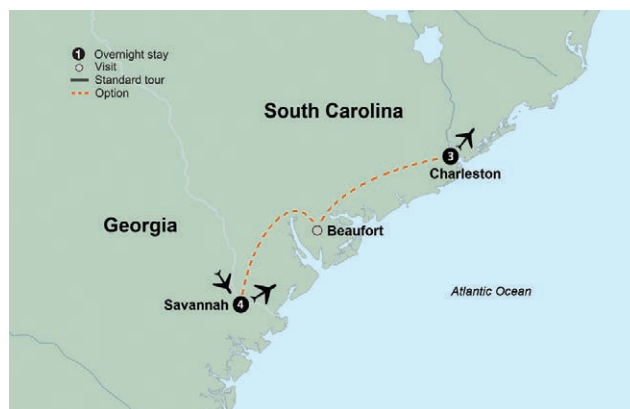 1 Overnight stay
Visit
Standard tour
Option
South Carolina
3
Charleston
Georgia
Beaufort
Savannah 4
Atlantic Ocean